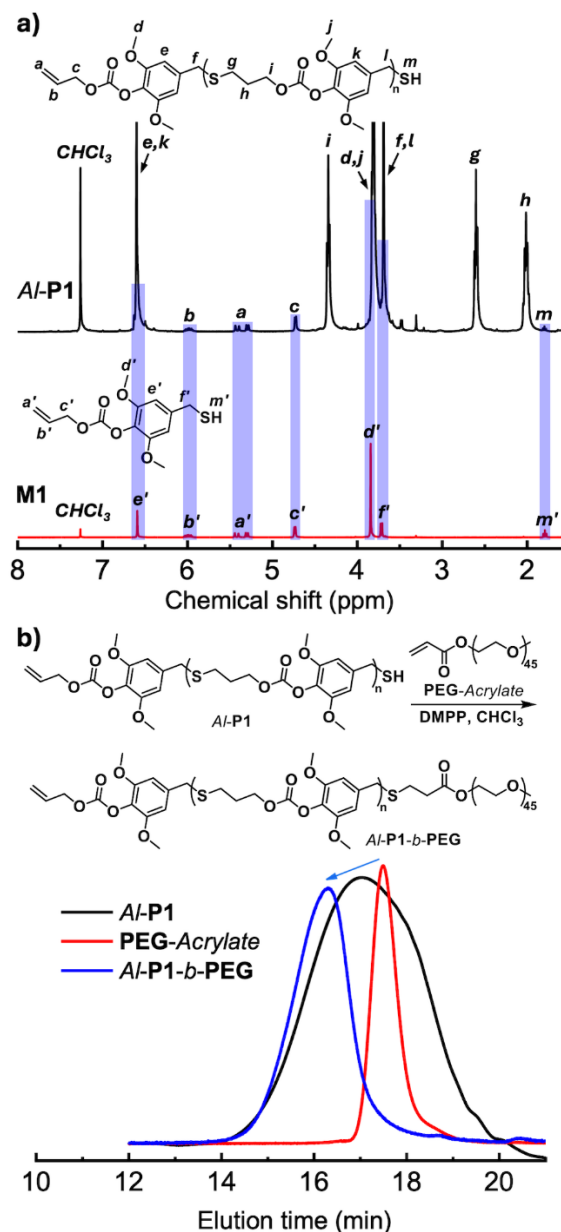 a)
d
j
a
b
c
O
O
O
O
O
e
f
(
S
g
h
i
O
O
O
O
O
k
l
)
n
m
SH
CHCl3
e,k
i
d,j
f,l
g
h
Al-P1
b
a
c
m
d'
a'
b'
c'
O
O
O
O
O
e'
f'
m'
SH
M1
CHCl3
e'
b'
a'
c'
d'
f'
m'
8 7 6 5 4 3 2
Chemical shift (ppm)
b)
O
O
O
O
O
(
S
O
O
O
O
O
)
n
SH
Al-P1
O
O
(
O
)
45
PEG-Acrylate
DMPP, CHCl3
O
O
O
O
O
(
S
O
O
O
O
O
)
n
S
O
O
(
O
)
45
Al-P1-b-PEG
Al-P1
PEG-Acrylate
Al-P1-b-PEG
10 12 14 16 18 20
Elution time (min)